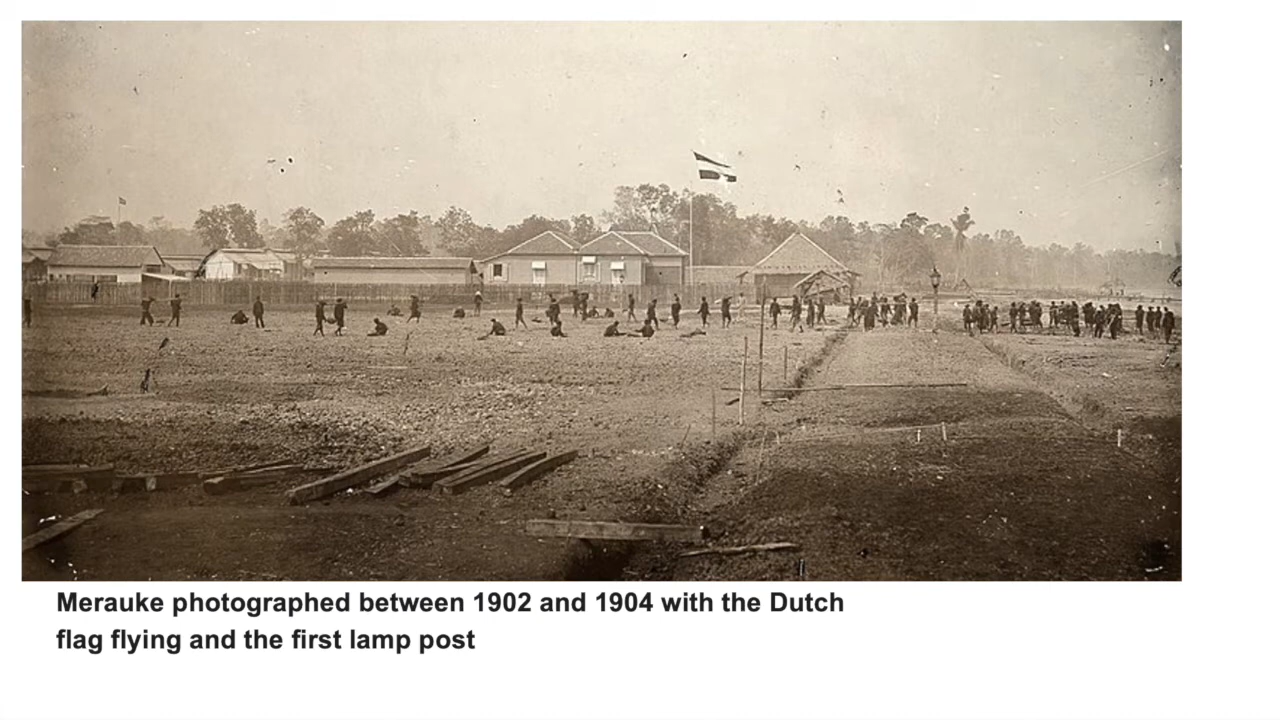 Merauke photographed between 1902 and 1904 with the Dutch
flag flying and the first lamp post